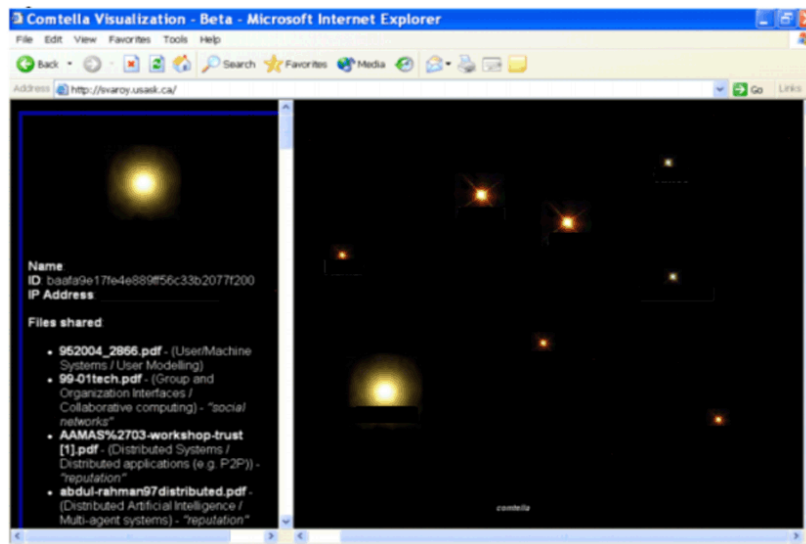 Comtella Visualization - Beta - Microsoft Internet Explorer
File Edit View Favorites Tools Help
Back Search Favorites Media
Address http://svaroy.usask.ca/ Go Links
Name:
ID: baafa9e17fe4e889ff56c33b2077f200
IP Address:
Files shared:
• 952004_2866.pdf - (User/Machine
Systems / User Modelling)
• 99-01tech.pdf - (Group and
Organization Interfaces /
Collaborative computing) - "social
networks"
• AAMAS%2703-workshop-trust
[1].pdf - (Distributed Systems /
Distributed applications (e.g. P2P)) -
"reputation"
• abdul-rahman97distributed.pdf -
(Distributed Artificial Intelligence /
Multi-agent systems) - "reputation"
comtella